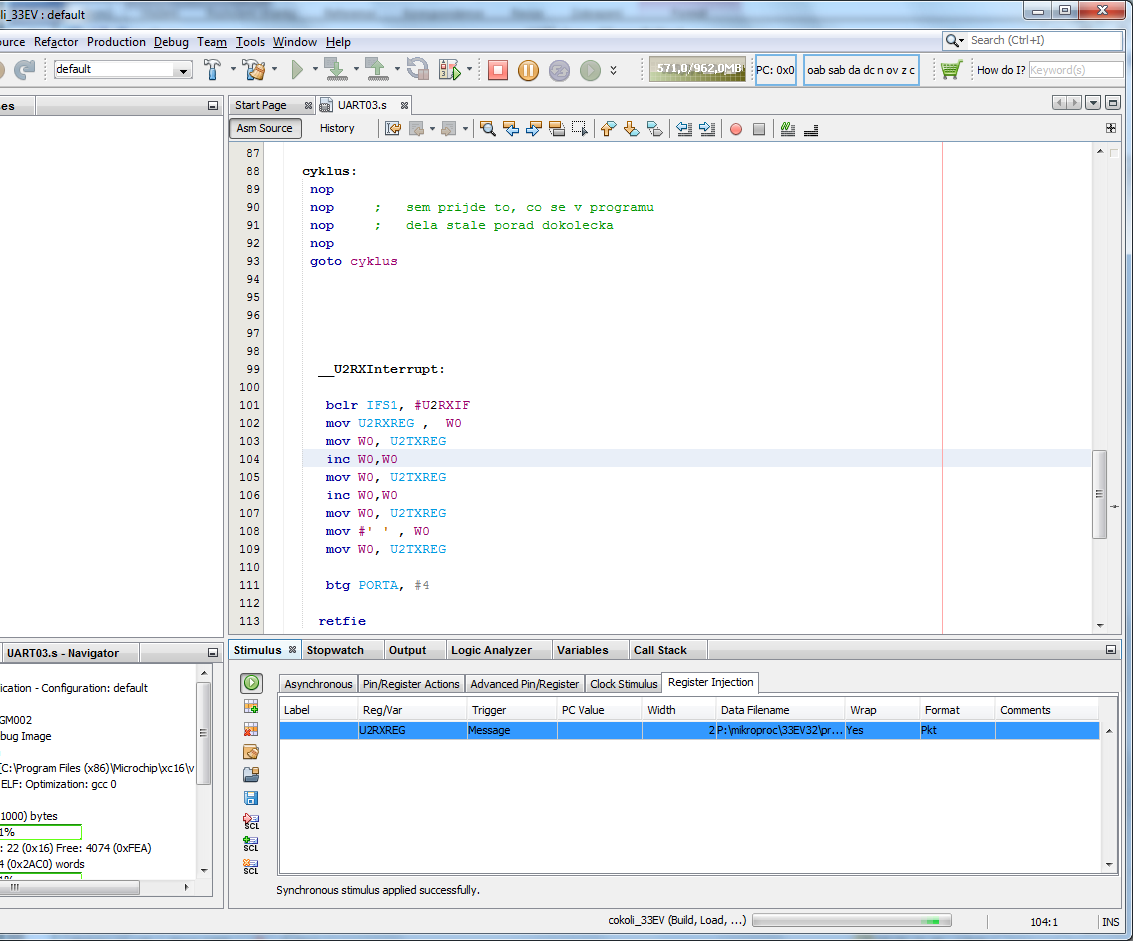 li_33EV : default
ource Refactor Production Debug Team Tools Window Help
Search (Ctrl+I)
default
571,0/962,0MB
PC: 0x0
oab sab da dc n ov z c
How do I?
Keyword(s)
es
Start Page
UART03.s
Asm Source
History
87
88 cyklus:
89 nop
90 nop ; sem prijde to, co se v programu
91 nop ; dela stale porad dokolecka
92 nop
93 goto cyklus
94
95
96
97
98
99 __U2RXInterrupt:
100
101 bclr IFS1, #U2RXIF
102 mov U2RXREG , W0
103 mov W0, U2TXREG
104 inc W0,W0
105 mov W0, U2TXREG
106 inc W0,W0
107 mov W0, U2TXREG
108 mov #' ' , W0
109 mov W0, U2TXREG
110
111 btg PORTA, #4
112
113 retfie
UART03.s - Navigator
ication - Configuration: default
GM002
bug Image
[C:\Program Files (x86)\Microchip\xc16\v
ELF: Optimization: gcc 0
1000) bytes
1%
: 22 (0x16) Free: 4074 (0xFEA)
4 (0x2AC0) words
Stimulus
Stopwatch
Output
Logic Analyzer
Variables
Call Stack
Asynchronous
Pin/Register Actions
Advanced Pin/Register
Clock Stimulus
Register Injection
Label Reg/Var Trigger PC Value Width Data Filename Wrap Format Comments
U2RXREG Message 2 P:\mikroproc\33EV32\pr... Yes Pkt
SCL
SCL
SCL
Synchronous stimulus applied successfully.
cokoli_33EV (Build, Load, ...)
104:1
INS